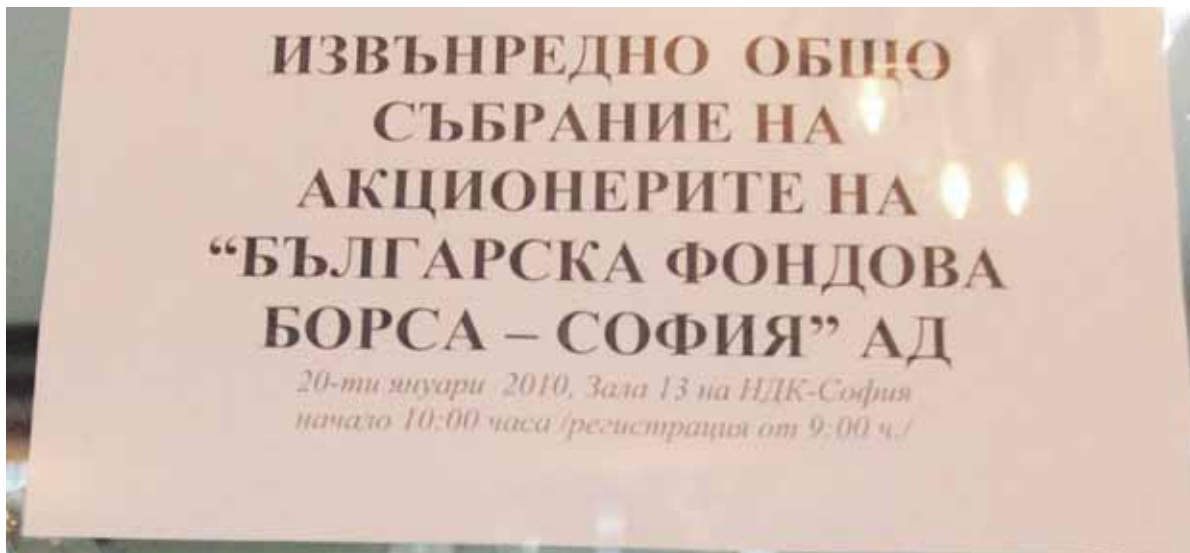 ИЗВЪНРЕДНО ОБЩО
СЪБРАНИЕ НА
АКЦИОНЕРИТЕ НА
“БЪЛГАРСКА ФОНДОВА
БОРСА – СОФИЯ” АД
20-ти януари 2010, Зала 13 на НДК-София
начало 10:00 часа /регистрация от 9:00 ч./